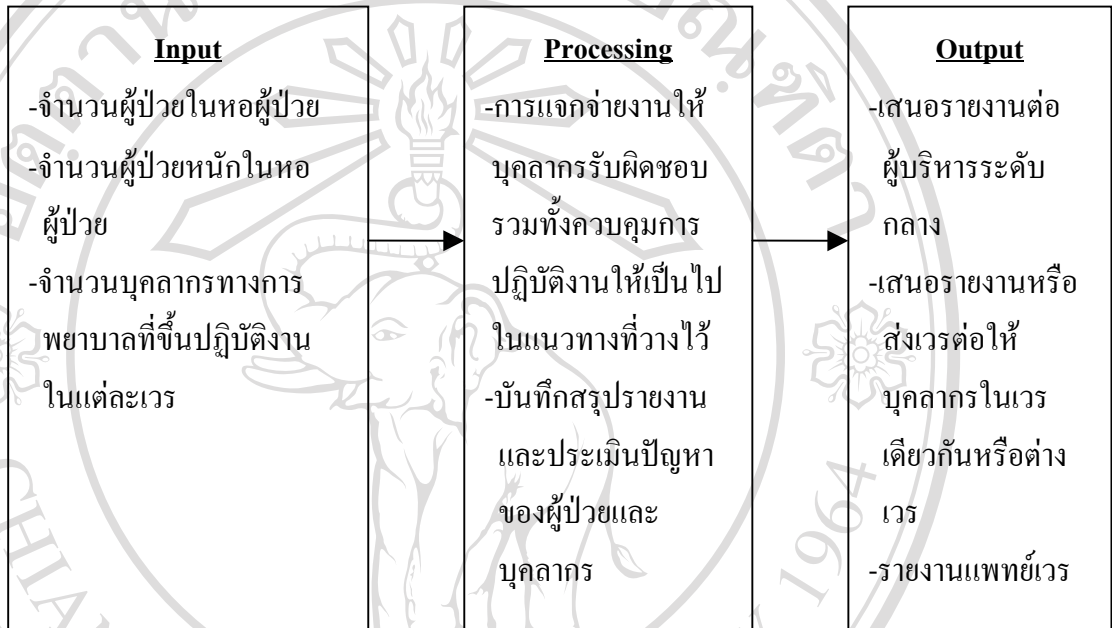 Input
-จำนวนผู้ป่วยในหอผู้ป่วย
-จำนวนผู้ป่วยหนักในหอ
ผู้ป่วย
-จำนวนบุคลากรทางการ
พยาบาลที่ขึ้นปฏิบัติงาน
ในแต่ละเวร
Processing
-การแจกจ่ายงานให้
บุคลากรรับผิดชอบ
รวมทั้งควบคุมการ
ปฏิบัติงานให้เป็นไป
ในแนวทางที่วางไว้
-บันทึกสรุปรายงาน
และประเมินปัญหา
ของผู้ป่วยและ
บุคลากร
Output
-เสนอรายงานต่อ
ผู้บริหารระดับ
กลาง
-เสนอรายงานหรือ
ส่งเวรต่อให้
บุคลากรในเวร
เดียวกันหรือต่าง
เวร
-รายงานแพทย์เวร
1964